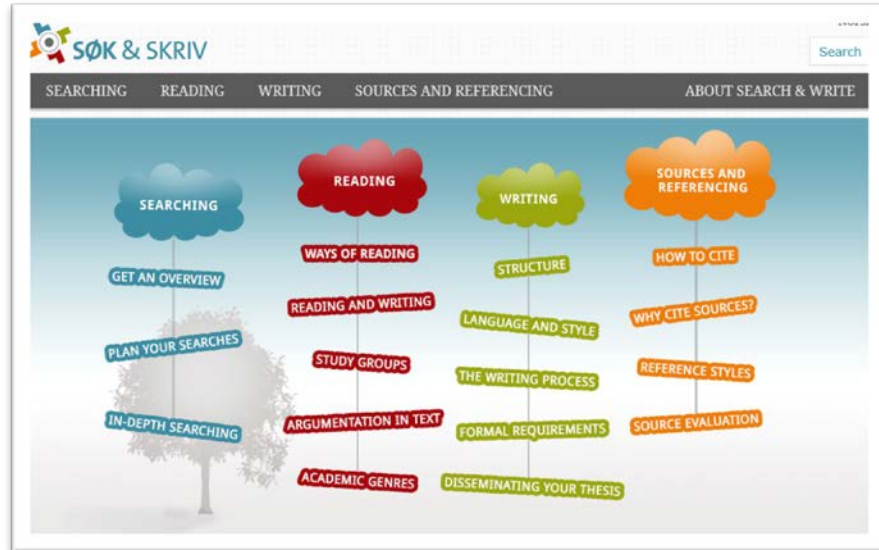 SØK & SKRIV
Search
SEARCHING READING WRITING SOURCES AND REFERENCING ABOUT SEARCH & WRITE
SEARCHING
GET AN OVERVIEW
PLAN YOUR SEARCHES
IN-DEPTH SEARCHING
READING
WAYS OF READING
READING AND WRITING
STUDY GROUPS
ARGUMENTATION IN TEXT
ACADEMIC GENRES
WRITING
STRUCTURE
LANGUAGE AND STYLE
THE WRITING PROCESS
FORMAL REQUIREMENTS
DISSEMINATING YOUR THESIS
SOURCES AND
REFERENCING
HOW TO CITE
WHY CITE SOURCES?
REFERENCE STYLES
SOURCE EVALUATION